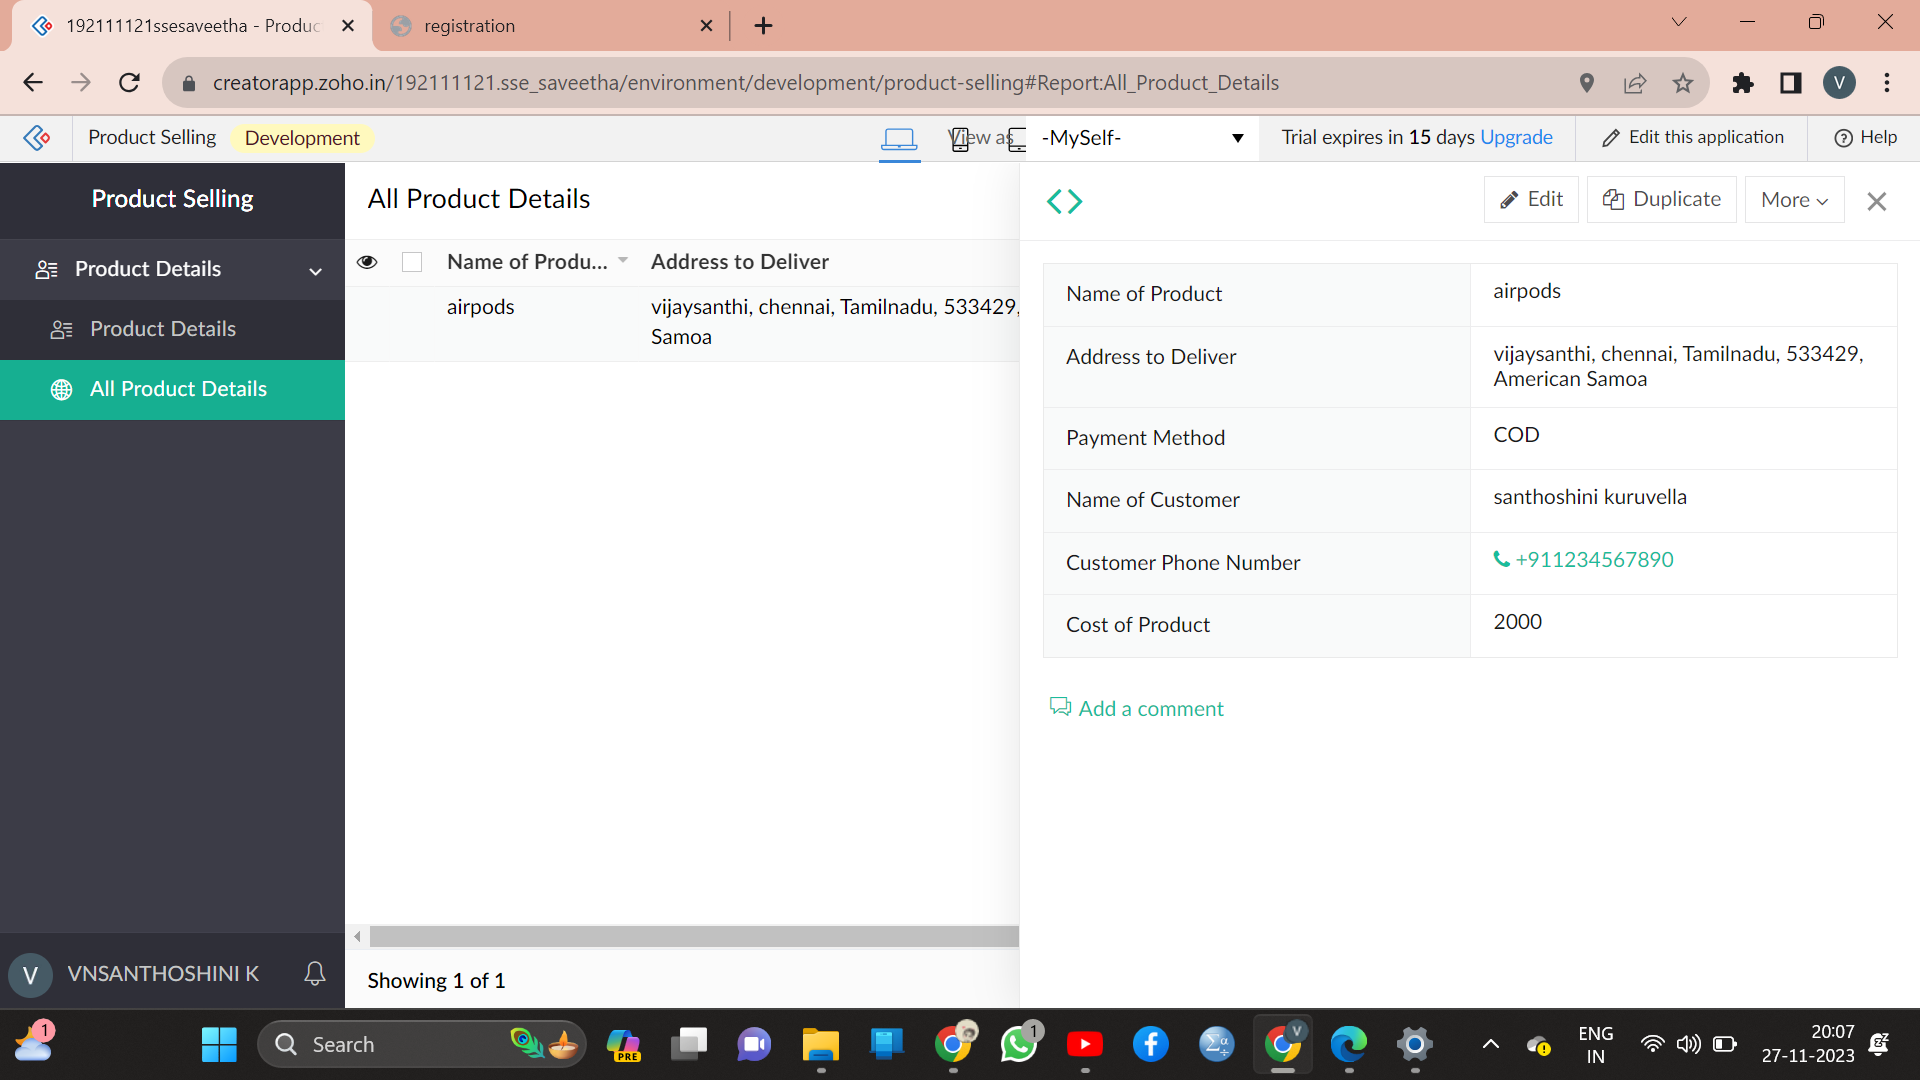 192111121ssesaveetha - Produc
registration
creatorapp.zoho.in/192111121.sse_saveetha/environment/development/product-selling#Report:All_Product_Details
V
Product Selling
Development
View as
-MySelf-
Trial expires in 15 days Upgrade
Edit this application
Help
Product Selling
Product Details
Product Details
All Product Details
VNSANTHOSHINI K
V
All Product Details
Name of Produ...
Address to Deliver
airpods
vijaysanthi, chennai, Tamilnadu, 533429,
Samoa
Showing 1 of 1
Edit
Duplicate
More
Name of Product
airpods
Address to Deliver
vijaysanthi, chennai, Tamilnadu, 533429,
American Samoa
Payment Method
COD
Name of Customer
santhoshini kuruvella
Customer Phone Number
+911234567890
Cost of Product
2000
Add a comment
1
Search
PRE
1
V
ENG
IN
20:07
27-11-2023